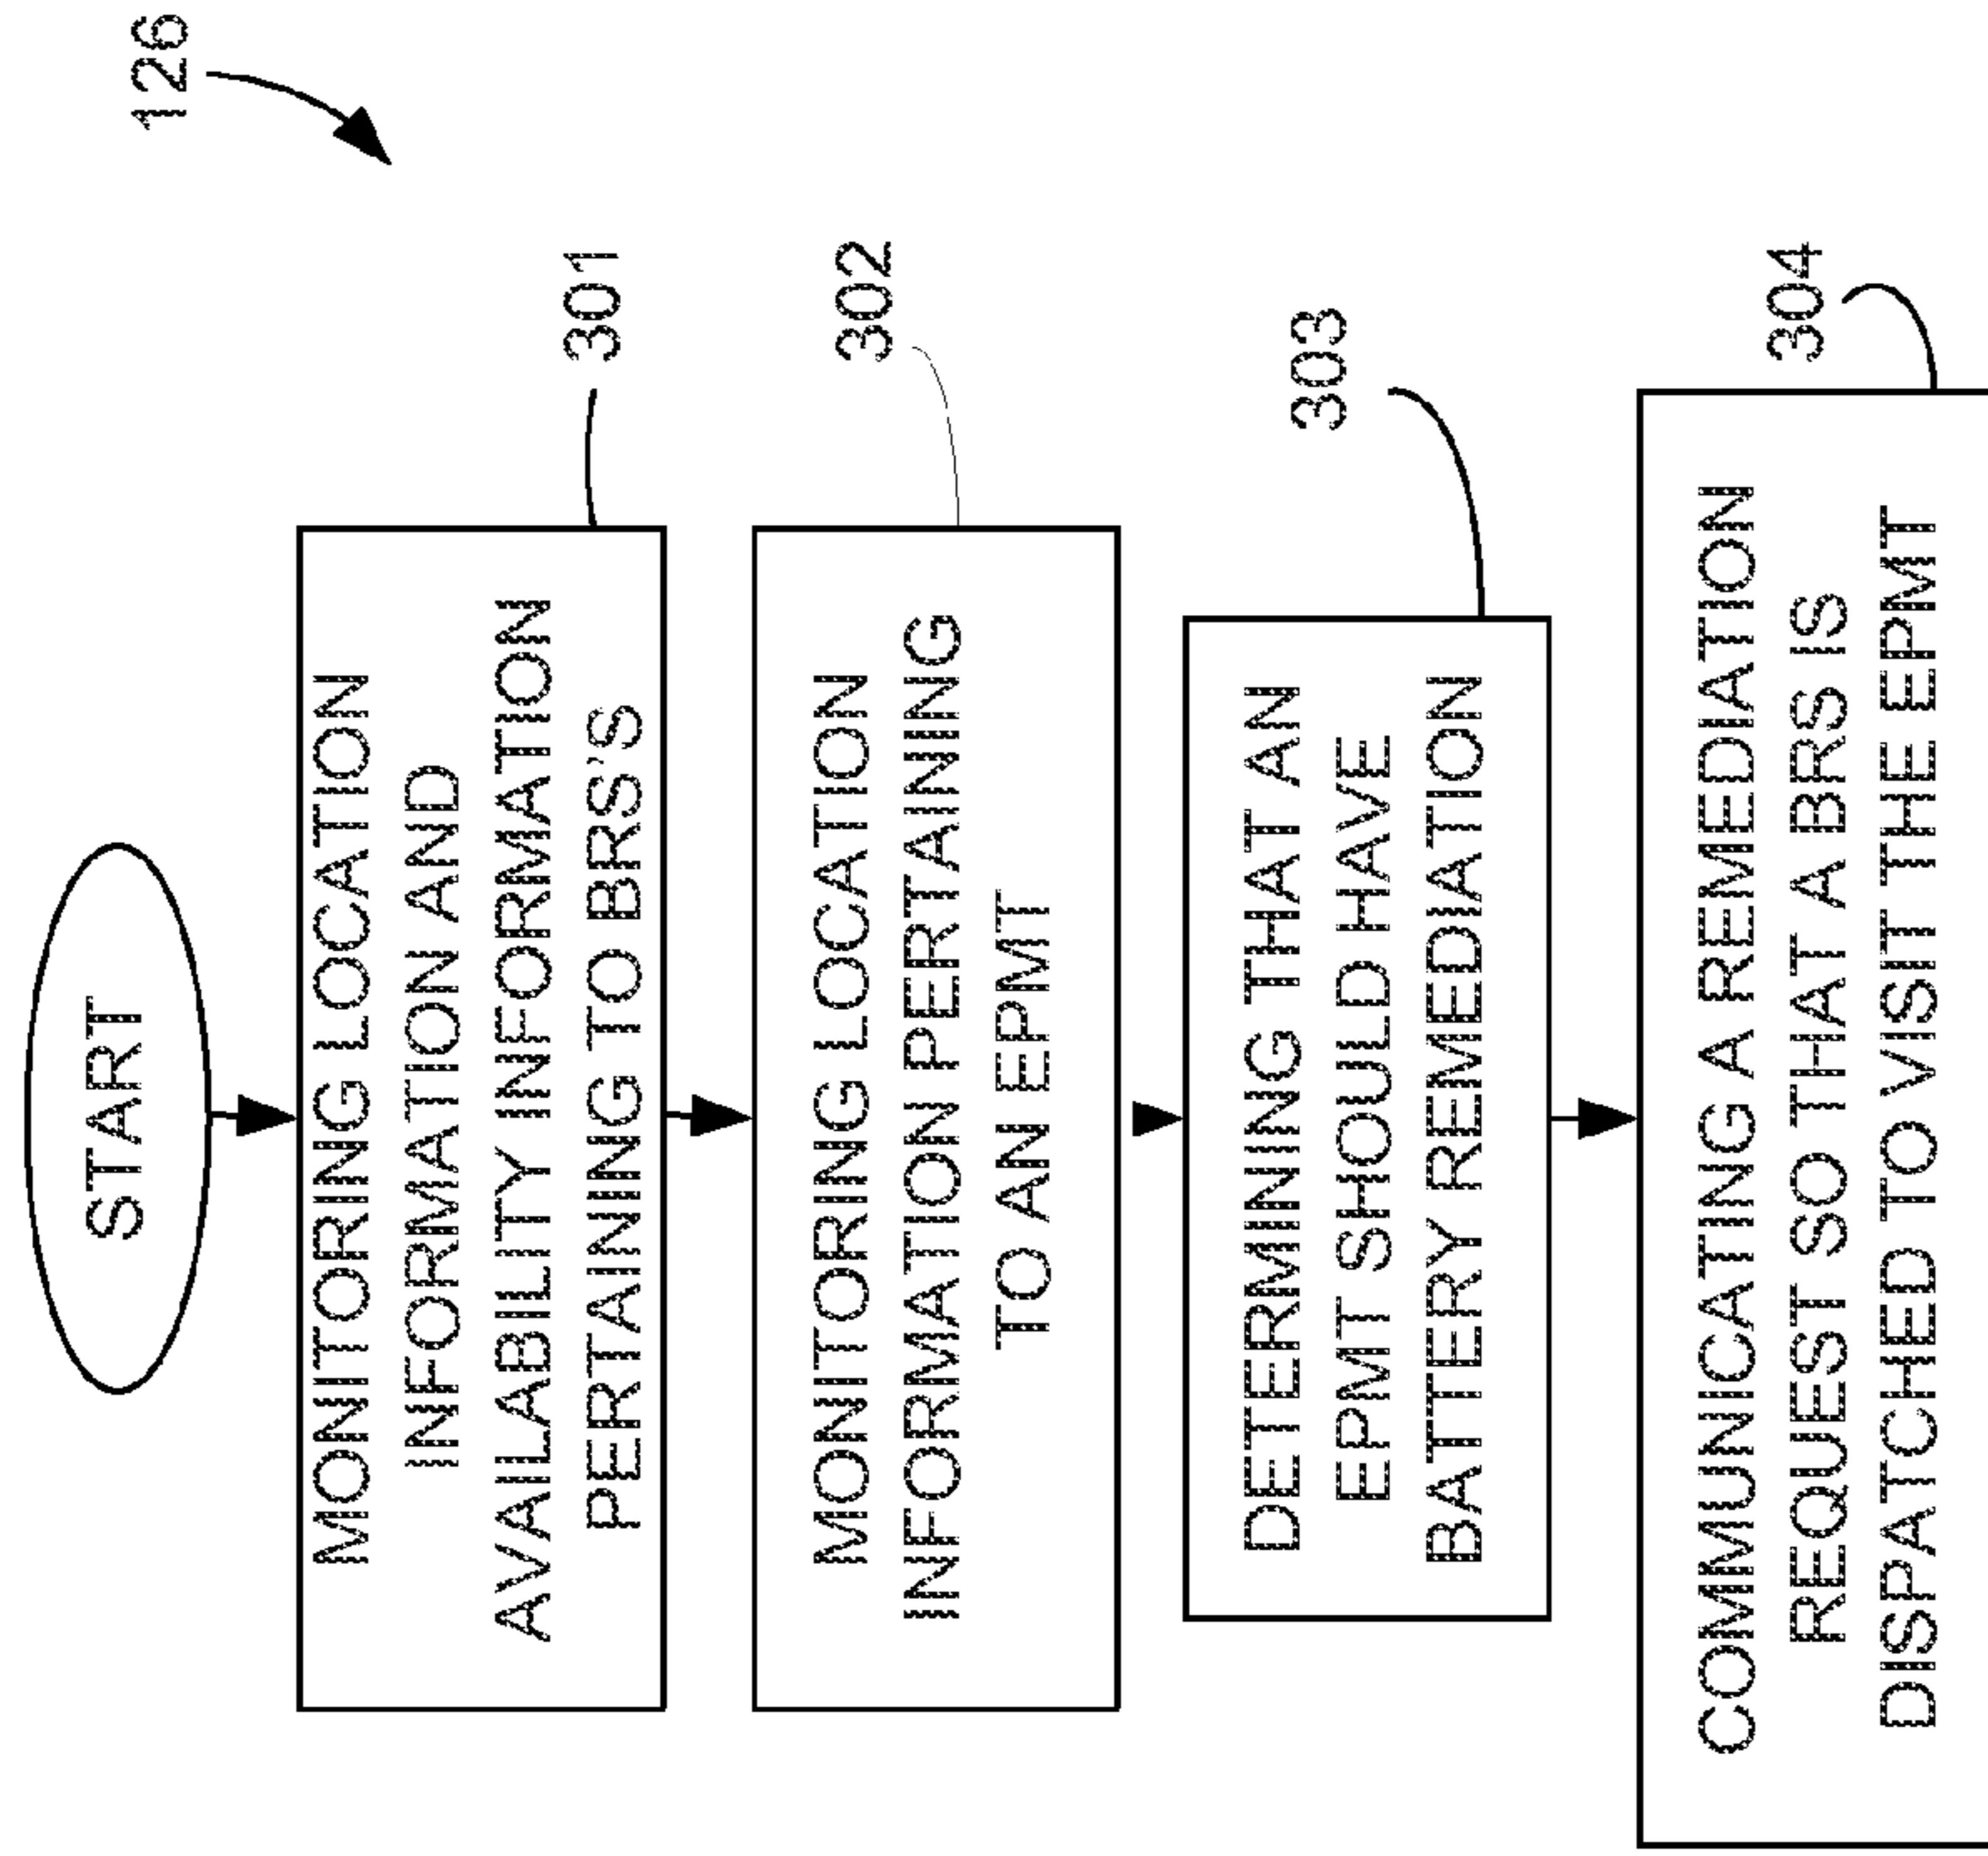 126
START
MONITORING LOCATION
INFORMATION AND
AVAILABILITY INFORMATION
PERTAINING TO BRS'S
301
MONITORING LOCATION
INFORMATION PERTAINING
TO AN EPMT
302
DETERMINING THAT AN
EPMT SHOULD HAVE
BATTERY REMEDIATION
303
COMMUNICATING A REMEDIATION
REQUEST SO THAT A BRS IS
DISPATCHED TO VISIT THE EPMT
304